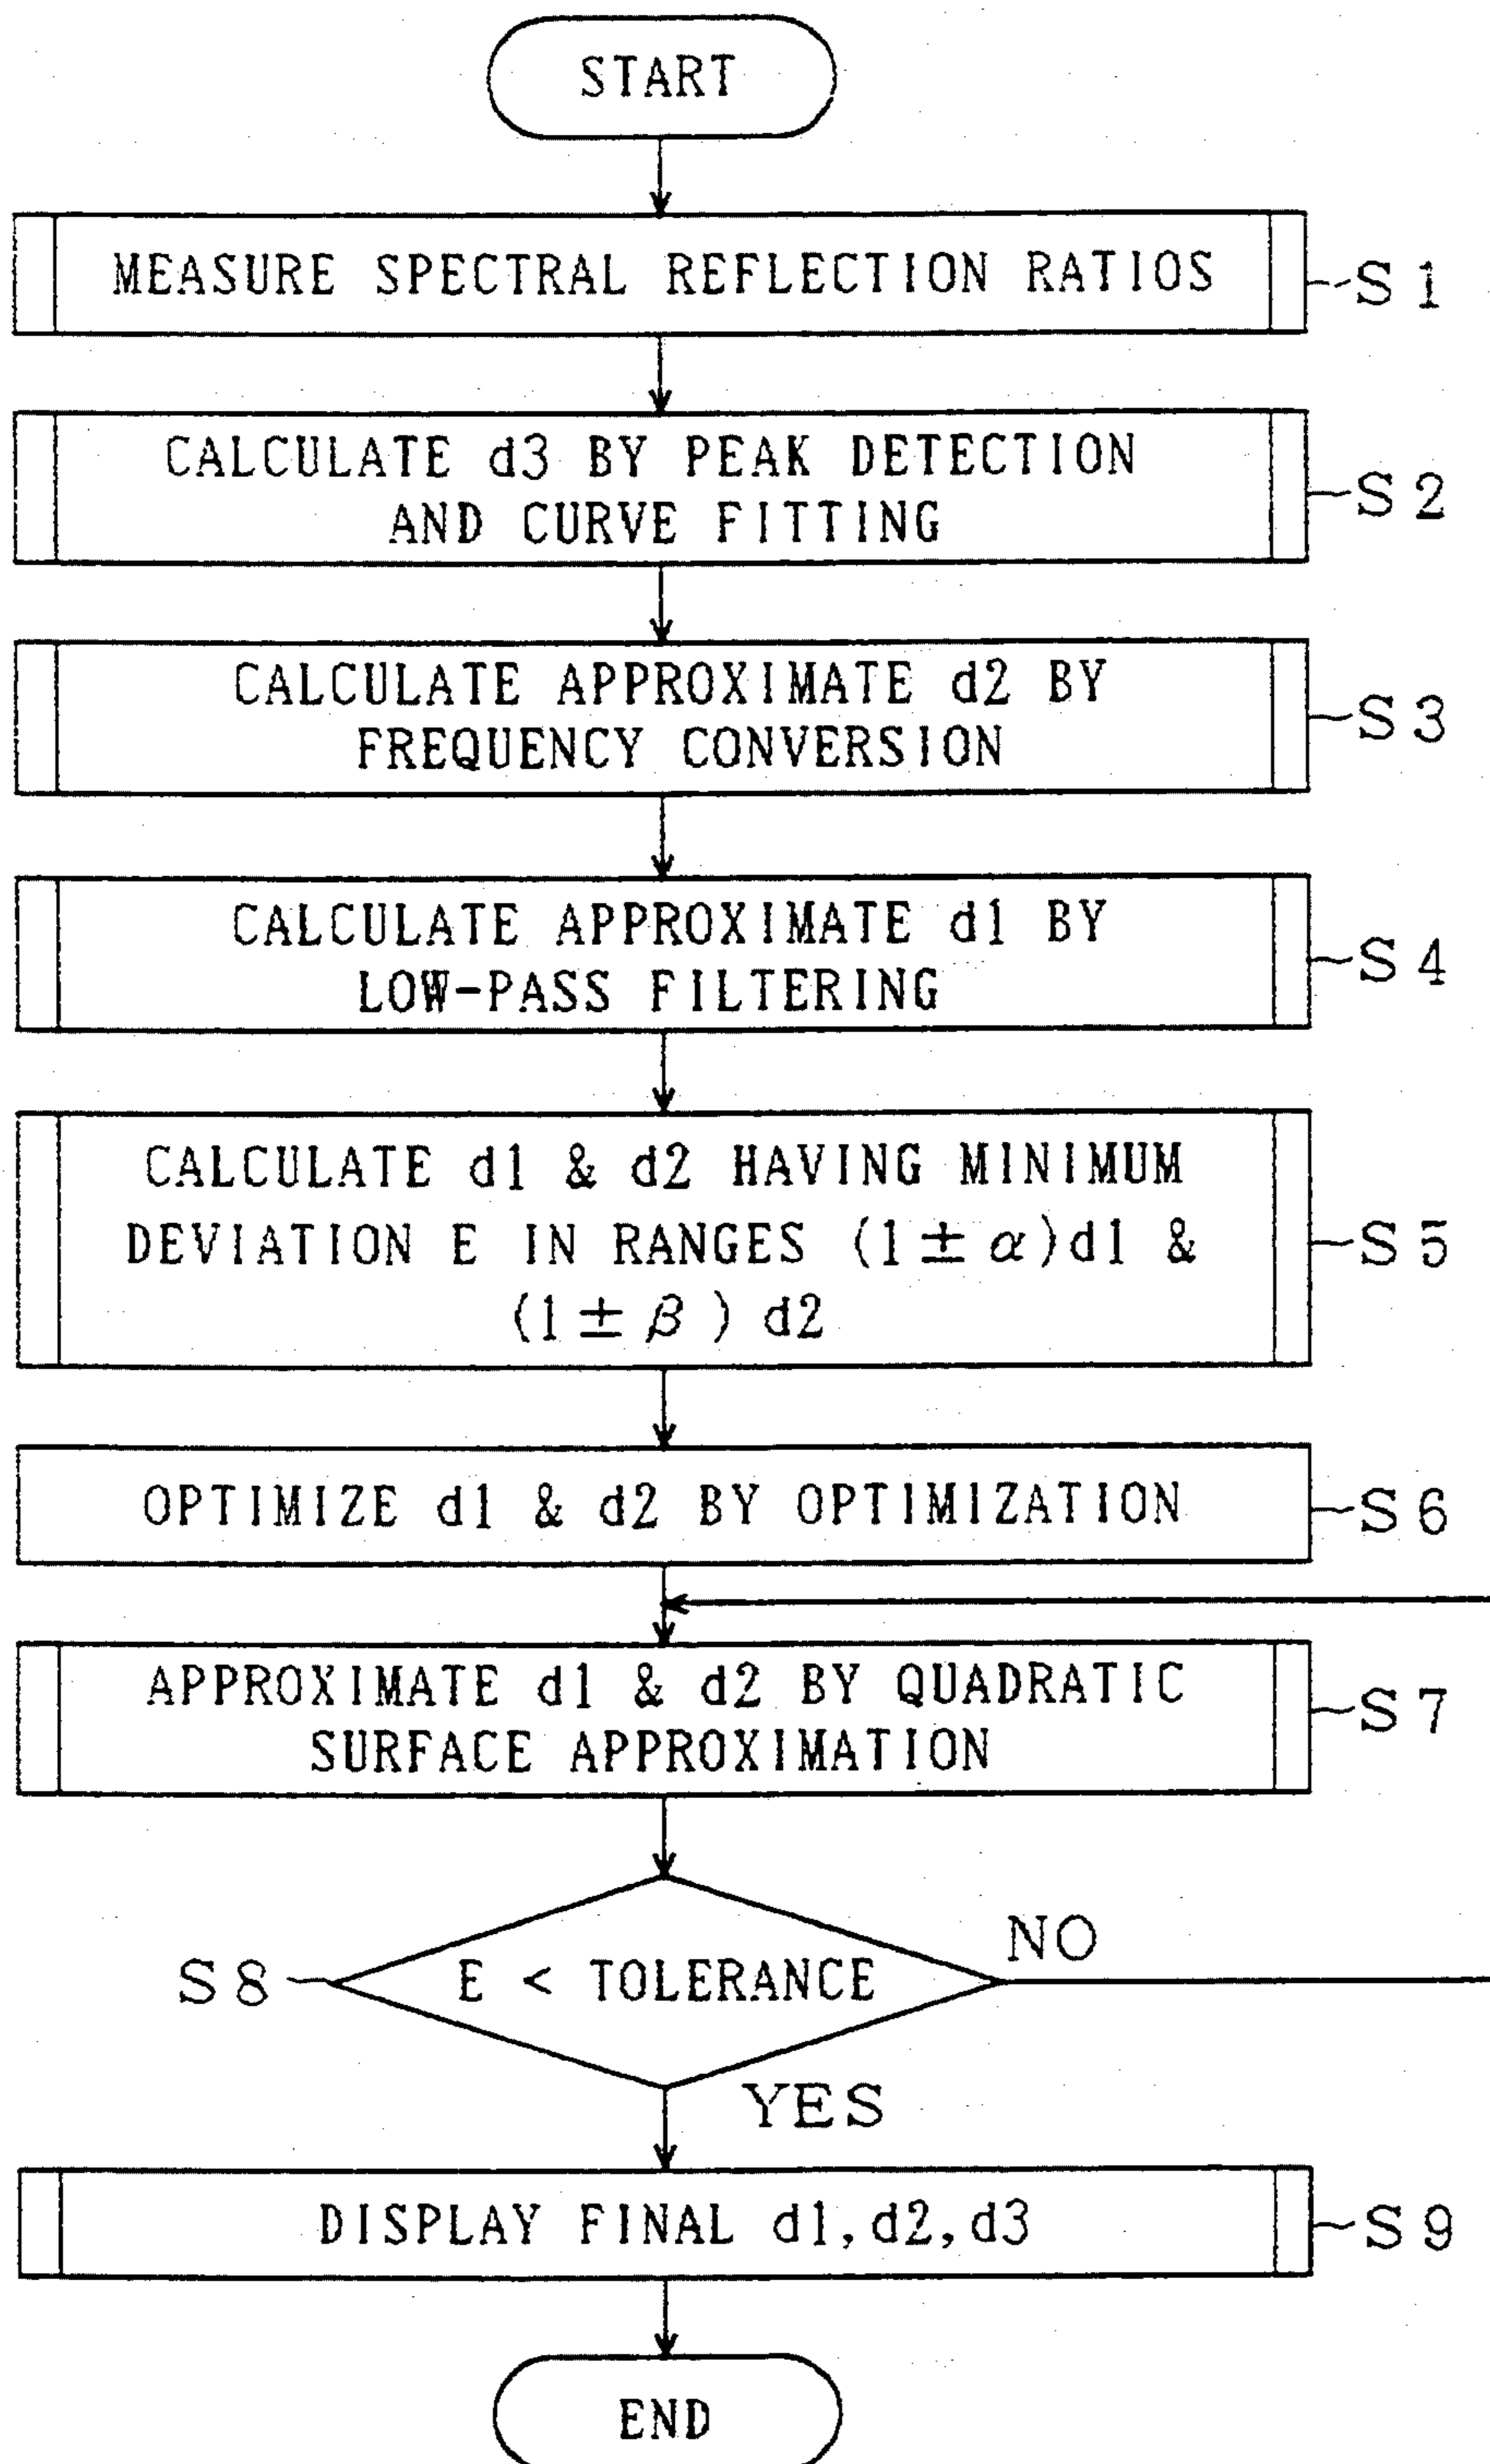 START
MEASURE SPECTRAL REFLECTION RATIOS
S1
CALCULATE d3 BY PEAK DETECTION
AND CURVE FITTING
S2
CALCULATE APPROXIMATE d2 BY
FREQUENCY CONVERSION
S3
CALCULATE APPROXIMATE d1 BY
LOW-PASS FILTERING
S4
CALCULATE d1 & d2 HAVING MINIMUM
DEVIATION E IN RANGES (1±α)d1 &
(1±β) d2
S5
OPTIMIZE d1 & d2 BY OPTIMIZATION
S6
APPROXIMATE d1 & d2 BY QUADRATIC
SURFACE APPROXIMATION
S7
S8
E < TOLERANCE
NO
YES
DISPLAY FINAL d1,d2,d3
S9
END